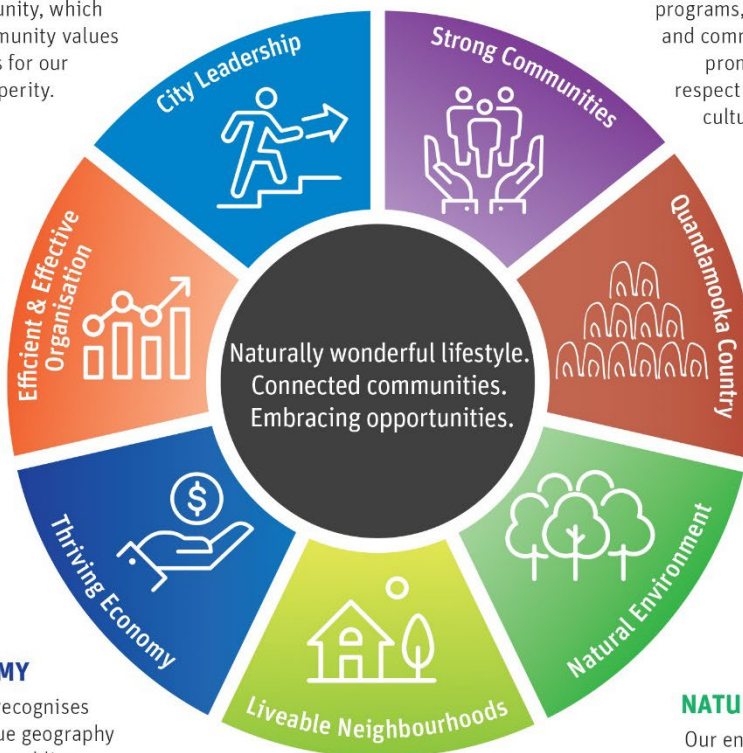 unity, which
munity values
s for our
perity.
programs,
and comm
prom
respect
cultu
City Leadership
Strong Communities
Quandamooka Country
Natural Environment
Liveable Neighbourhoods
Thriving Economy
Efficient & Effective
Organisation
$
Naturally wonderful lifestyle.
Connected communities.
Embracing opportunities.
MY
recognises
ue geography
NATU
Our en